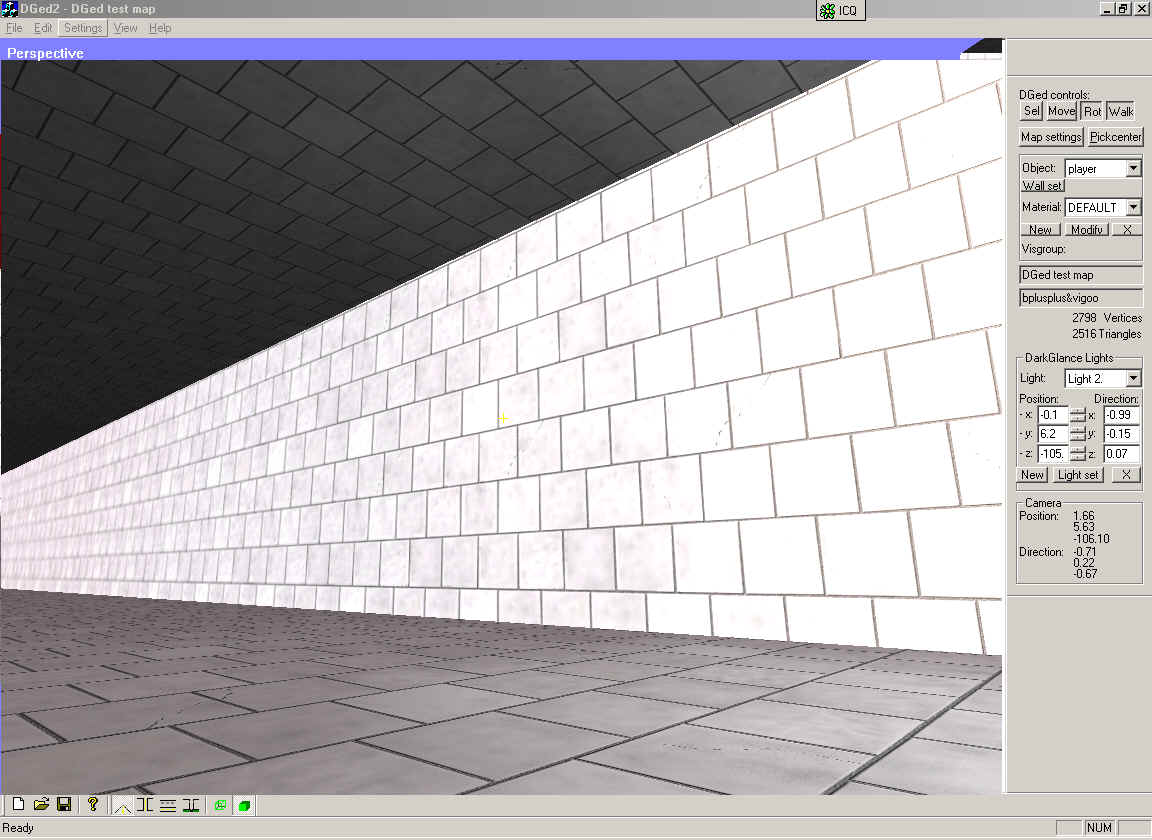 DGed2 - DGed test map
ICQ
File Edit Settings View Help
Perspective
DGed controls:
Sel Move Rot Walk
Map settings Pickcenter
Object: player
Wall set
Material: DEFAULT
New Modify X
Visgroup:
DGed test map
bplusplus&vigoo
2798 Vertices
2516 Triangles
DarkGlance Lights
Light: Light 2.
Position: Direction:
- x: -0.1 x: -0.99
- y: 6.2 y: -0.15
- z: -105. z: 0.07
New Light set X
Camera
Position: 1.66
5.63
-106.10
Direction: -0.71
0.22
-0.67
Ready
NUM